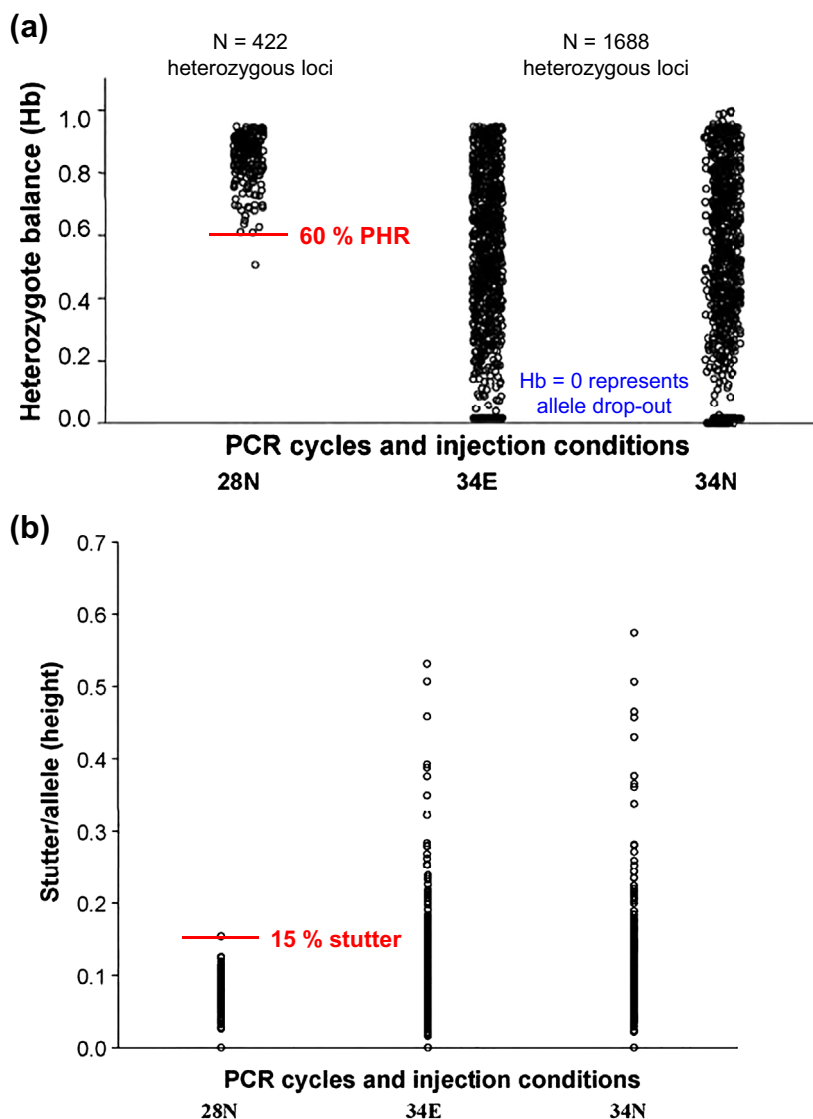 (a)
N = 422
heterozygous loci
N = 1688
heterozygous loci
Heterozygote balance (Hb)
1.0
0.8
0.6
0.4
0.2
0.0
60 % PHR
Hb = 0 represents
allele drop-out
PCR cycles and injection conditions
28N
34E
34N
(b)
Stutter/allele (height)
0.7
0.6
0.5
0.4
0.3
0.2
0.1
0.0
15 % stutter
PCR cycles and injection conditions
28N
34E
34N